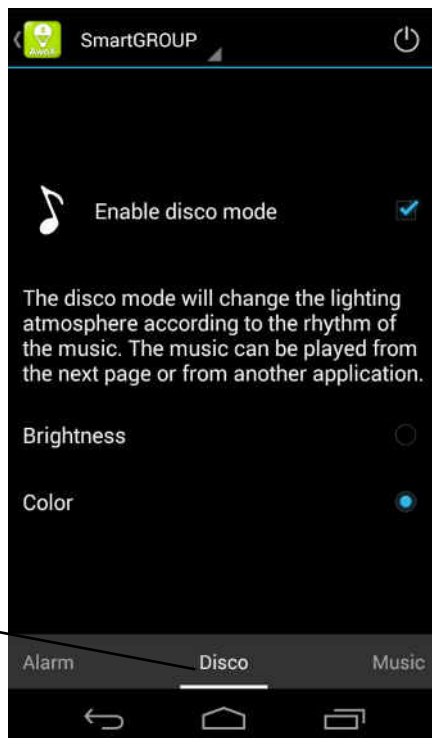 AwoX
SmartGROUP
Enable disco mode
The disco mode will change the lighting
atmosphere according to the rhythm of
the music. The music can be played from
the next page or from another application.
Brightness
Color
Alarm Disco Music